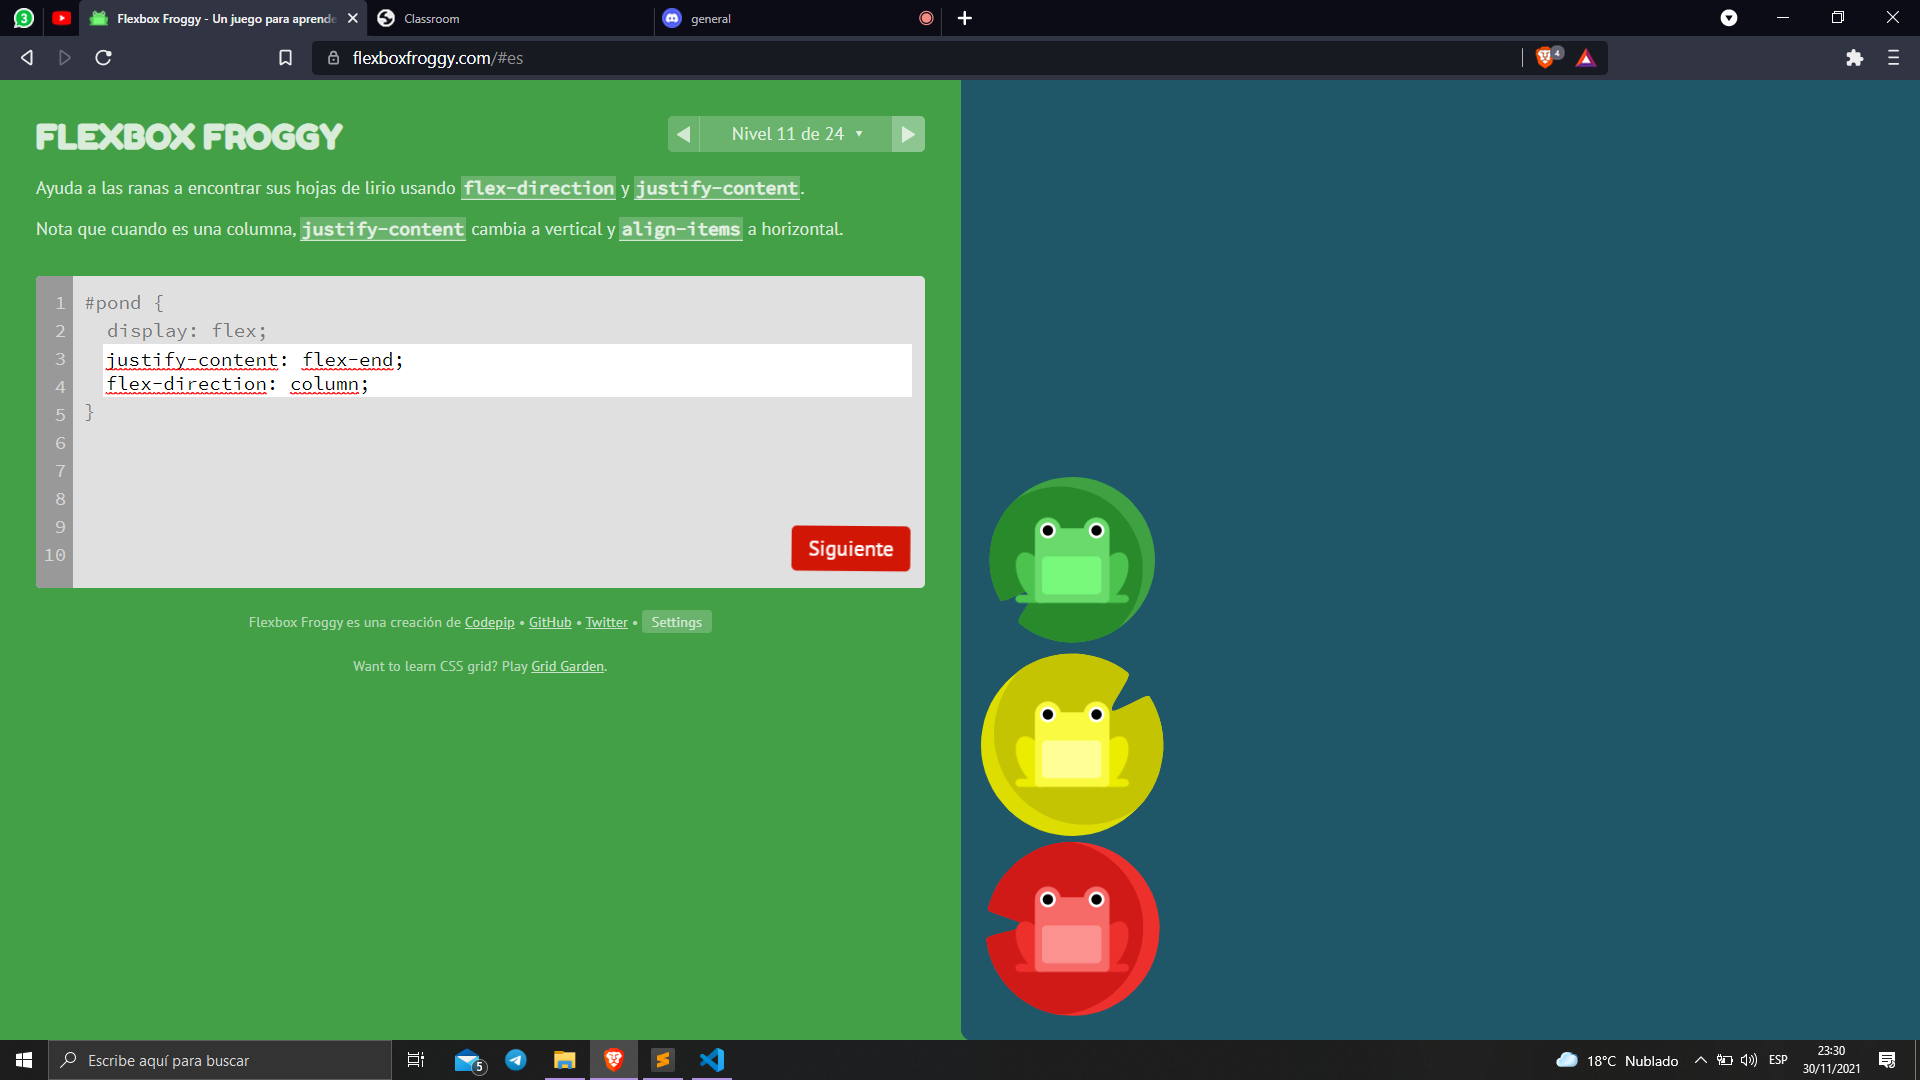 3
Flexbox Froggy - Un juego para aprende
Classroom
general
flexboxfroggy.com/#es
4
FLEXBOX FROGGY
Nivel 11 de 24
Ayuda a las ranas a encontrar sus hojas de lirio usando flex-direction y justify-content.
Nota que cuando es una columna, justify-content cambia a vertical y align-items a horizontal.
1 #pond {
2 display: flex;
3 justify-content: flex-end;
4 flex-direction: column;
5 }
6
7
8
9
10
Siguiente
Flexbox Froggy es una creación de Codepip • GitHub • Twitter • Settings
Want to learn CSS grid? Play Grid Garden.
Escribe aquí para buscar
5
18°C Nublado
ESP
23:30
30/11/2021